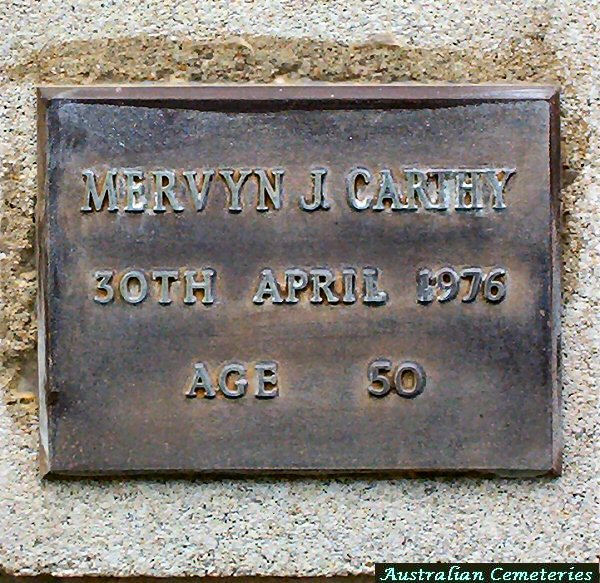 MERVYN J. CARTHY
30TH APRIL 1976
AGE 50
Australian Cemeteries